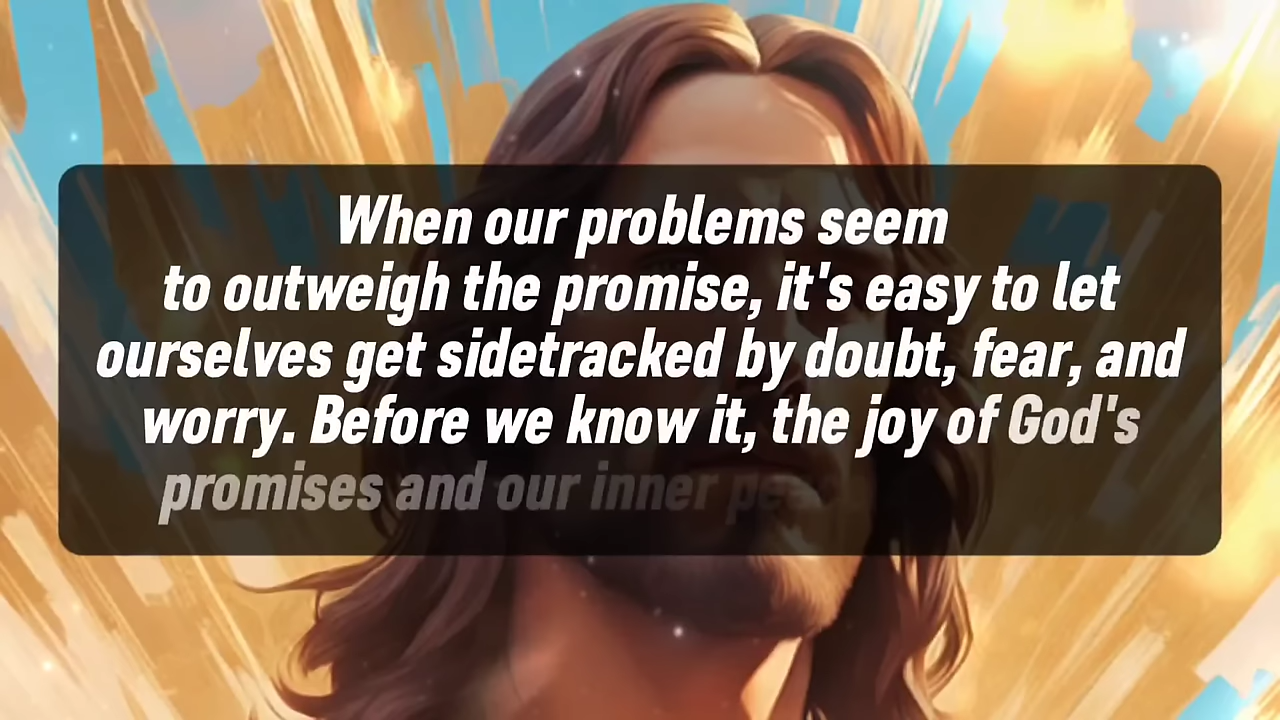 When our problems seem
to outweigh the promise, it's easy to let
ourselves get sidetracked by doubt, fear, and
worry. Before we know it, the joy of God's
promises and our inner